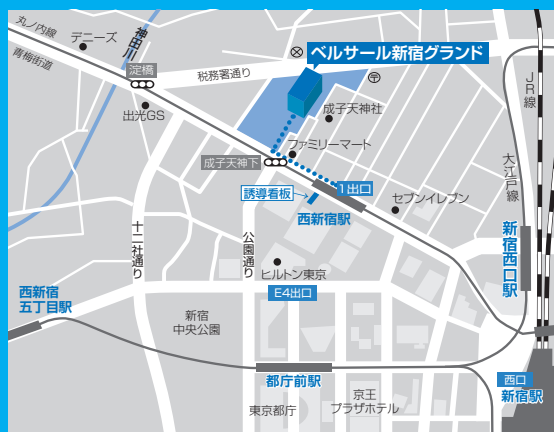 丸ノ内線
青梅街道
デニーズ
神田川
淀橋
税務署通り
ベルサール新宿グランド
〒
出光GS
成子天神社
ファミリーマート
成子天神下
1出口
誘導看板
西新宿駅
セブンイレブン
JR線
大江戸線
新宿西口駅
十二社通り
公園通り
ヒルトン東京
E4出口
西新宿
五丁目駅
新宿
中央公園
都庁前駅
東京都庁
京王
プラザホテル
西口
新宿駅